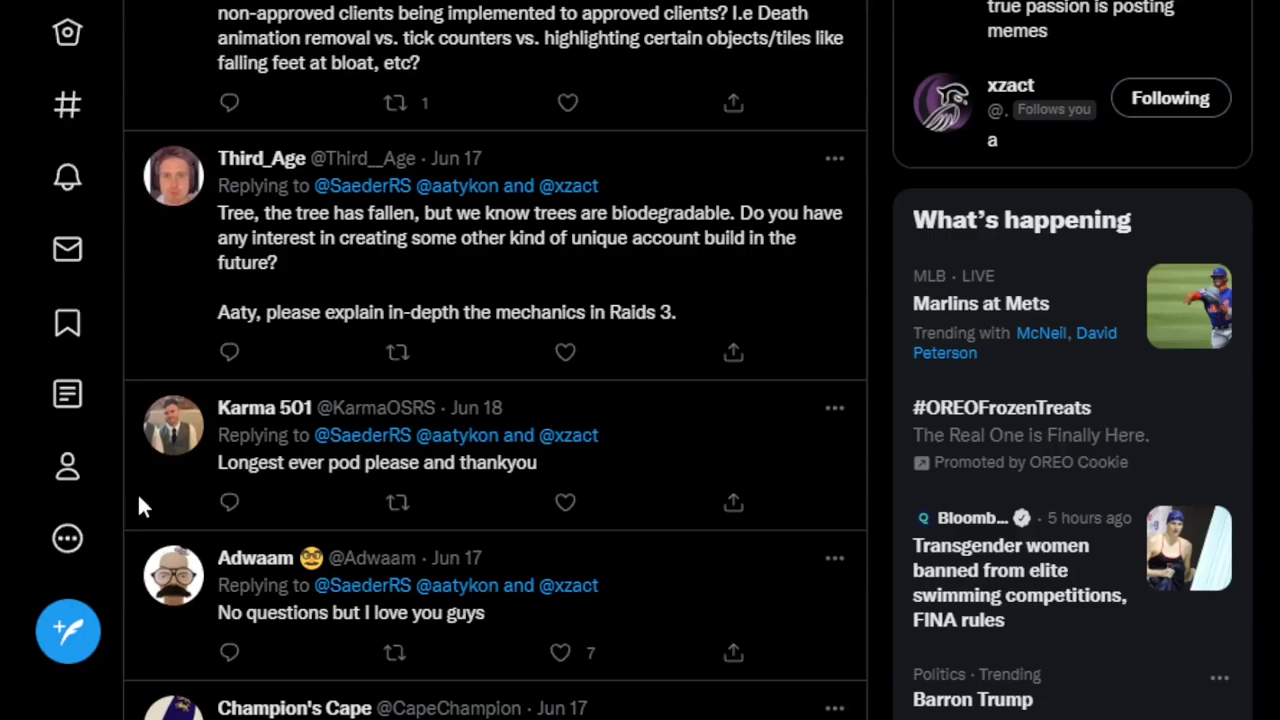 non-approved clients being implemented to approved clients? I.e Death
animation removal vs. tick counters vs. highlighting certain objects/tiles like
falling feet at bloat, etc?
1
Third_Age @Third__Age · Jun 17
Replying to @SaederRS @aatykon and @xzact
Tree, the tree has fallen, but we know trees are biodegradable. Do you have
any interest in creating some other kind of unique account build in the
future?
Aaty, please explain in-depth the mechanics in Raids 3.
Karma 501 @KarmaOSRS · Jun 18
Replying to @SaederRS @aatykon and @xzact
Longest ever pod please and thankyou
Adwaam 🥸 @Adwaam · Jun 17
Replying to @SaederRS @aatykon and @xzact
No questions but I love you guys
7
Champion's Cape @CapeChampion · Jun 17
true passion is posting
memes
xzact
@. Follows you
Following
a
What's happening
MLB · LIVE
Marlins at Mets
Trending with McNeil, David
Peterson
#OREOFrozenTreats
The Real One is Finally Here.
Promoted by OREO Cookie
Bloomb... · 5 hours ago
Transgender women
banned from elite
swimming competitions,
FINA rules
Politics · Trending
Barron Trump